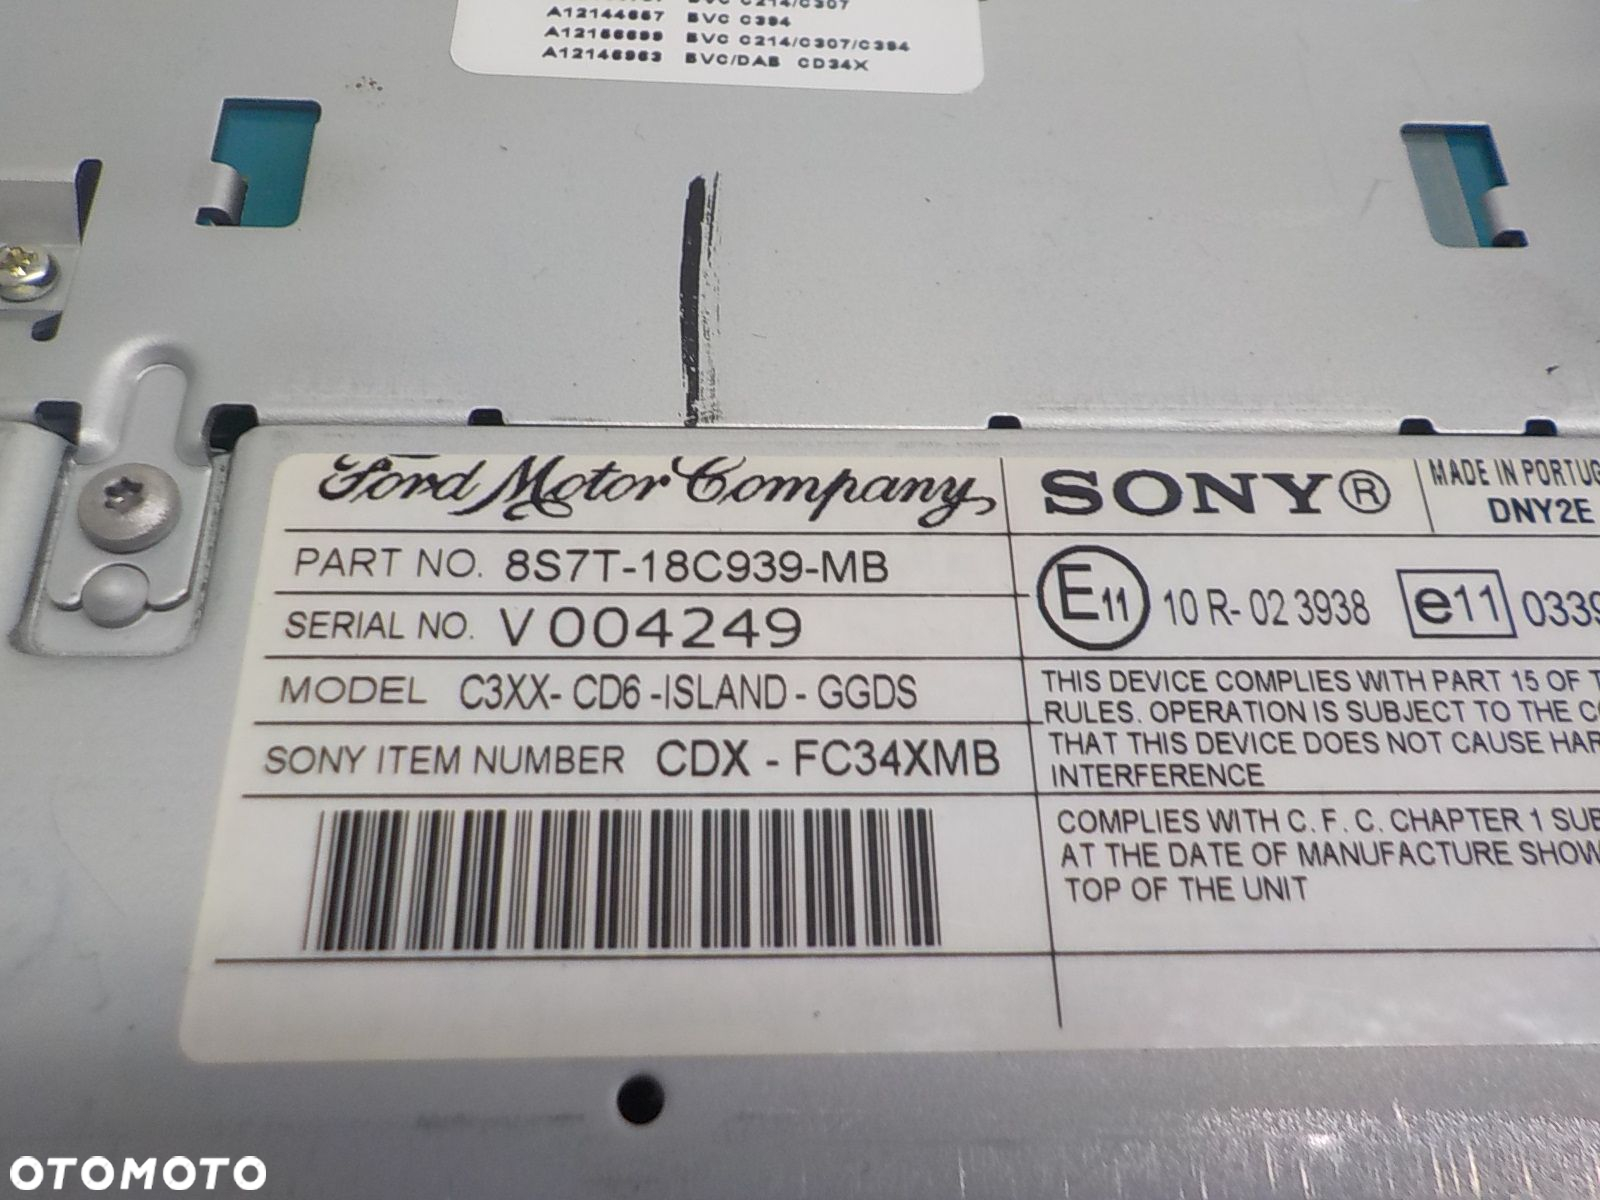 BVC C214/C307
A12144667 BVC C394
A12156699 BVC C214/C307/C394
A12146963 BVC/DAB CD34X
Ford Motor Company
SONY®
MADE IN PORTUG
DNY2E
PART NO. 8S7T-18C939-MB
SERIAL NO. V004249
MODEL C3XX- CD6 -ISLAND - GGDS
SONY ITEM NUMBER CDX - FC34XMB
E11 10 R- 02 3938 e11 0339
THIS DEVICE COMPLIES WITH PART 15 OF T
RULES. OPERATION IS SUBJECT TO THE CO
THAT THIS DEVICE DOES NOT CAUSE HAR
INTERFERENCE
COMPLIES WITH C. F. C. CHAPTER 1 SUB
AT THE DATE OF MANUFACTURE SHOW
TOP OF THE UNIT
OTOMOTO